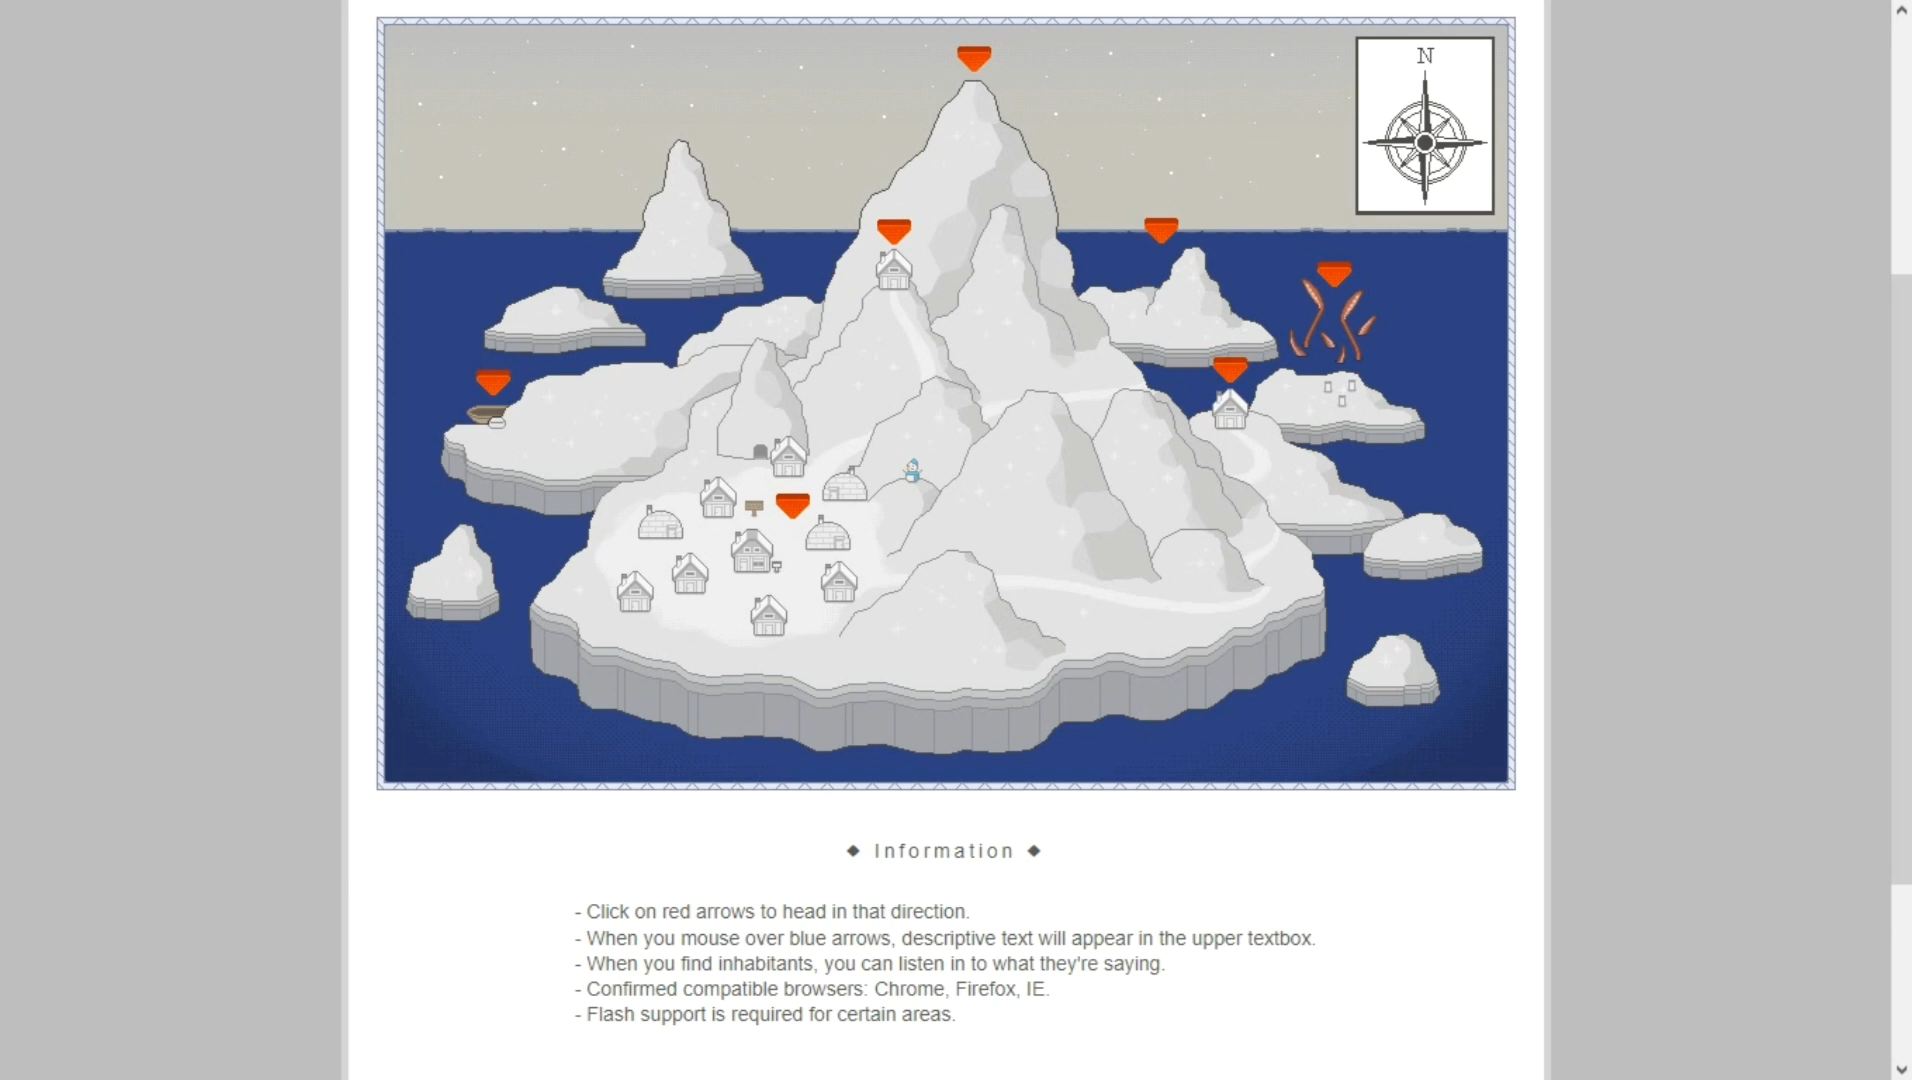 N
◆ Information ◆
- Click on red arrows to head in that direction.
- When you mouse over blue arrows, descriptive text will appear in the upper textbox.
- When you find inhabitants, you can listen in to what they're saying.
- Confirmed compatible browsers: Chrome, Firefox, IE.
- Flash support is required for certain areas.